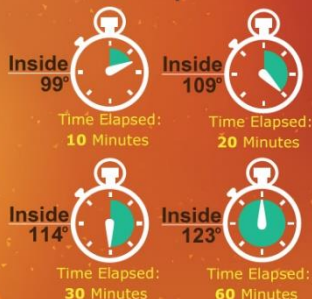 Inside
99°
Time Elapsed:
10 Minutes
Inside
109°
Time Elapsed:
20 Minutes
Inside
114°
Time Elapsed:
30 Minutes
Inside
123°
Time Elapsed:
60 Minutes